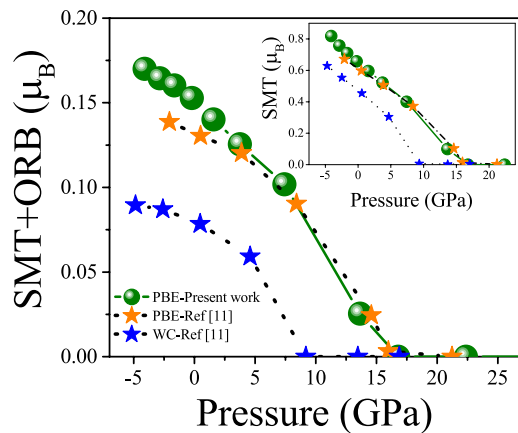 SMT+ORB (μB)
0.20
0.15
0.10
0.05
0.00
-5 0 5 10 15 20 25
Pressure (GPa)
PBE-Present work
PBE-Ref [11]
WC-Ref [11]
SMT (μB)
0.8
0.6
0.4
0.2
0.0
-5 0 5 10 15 20
Pressure (GPa)